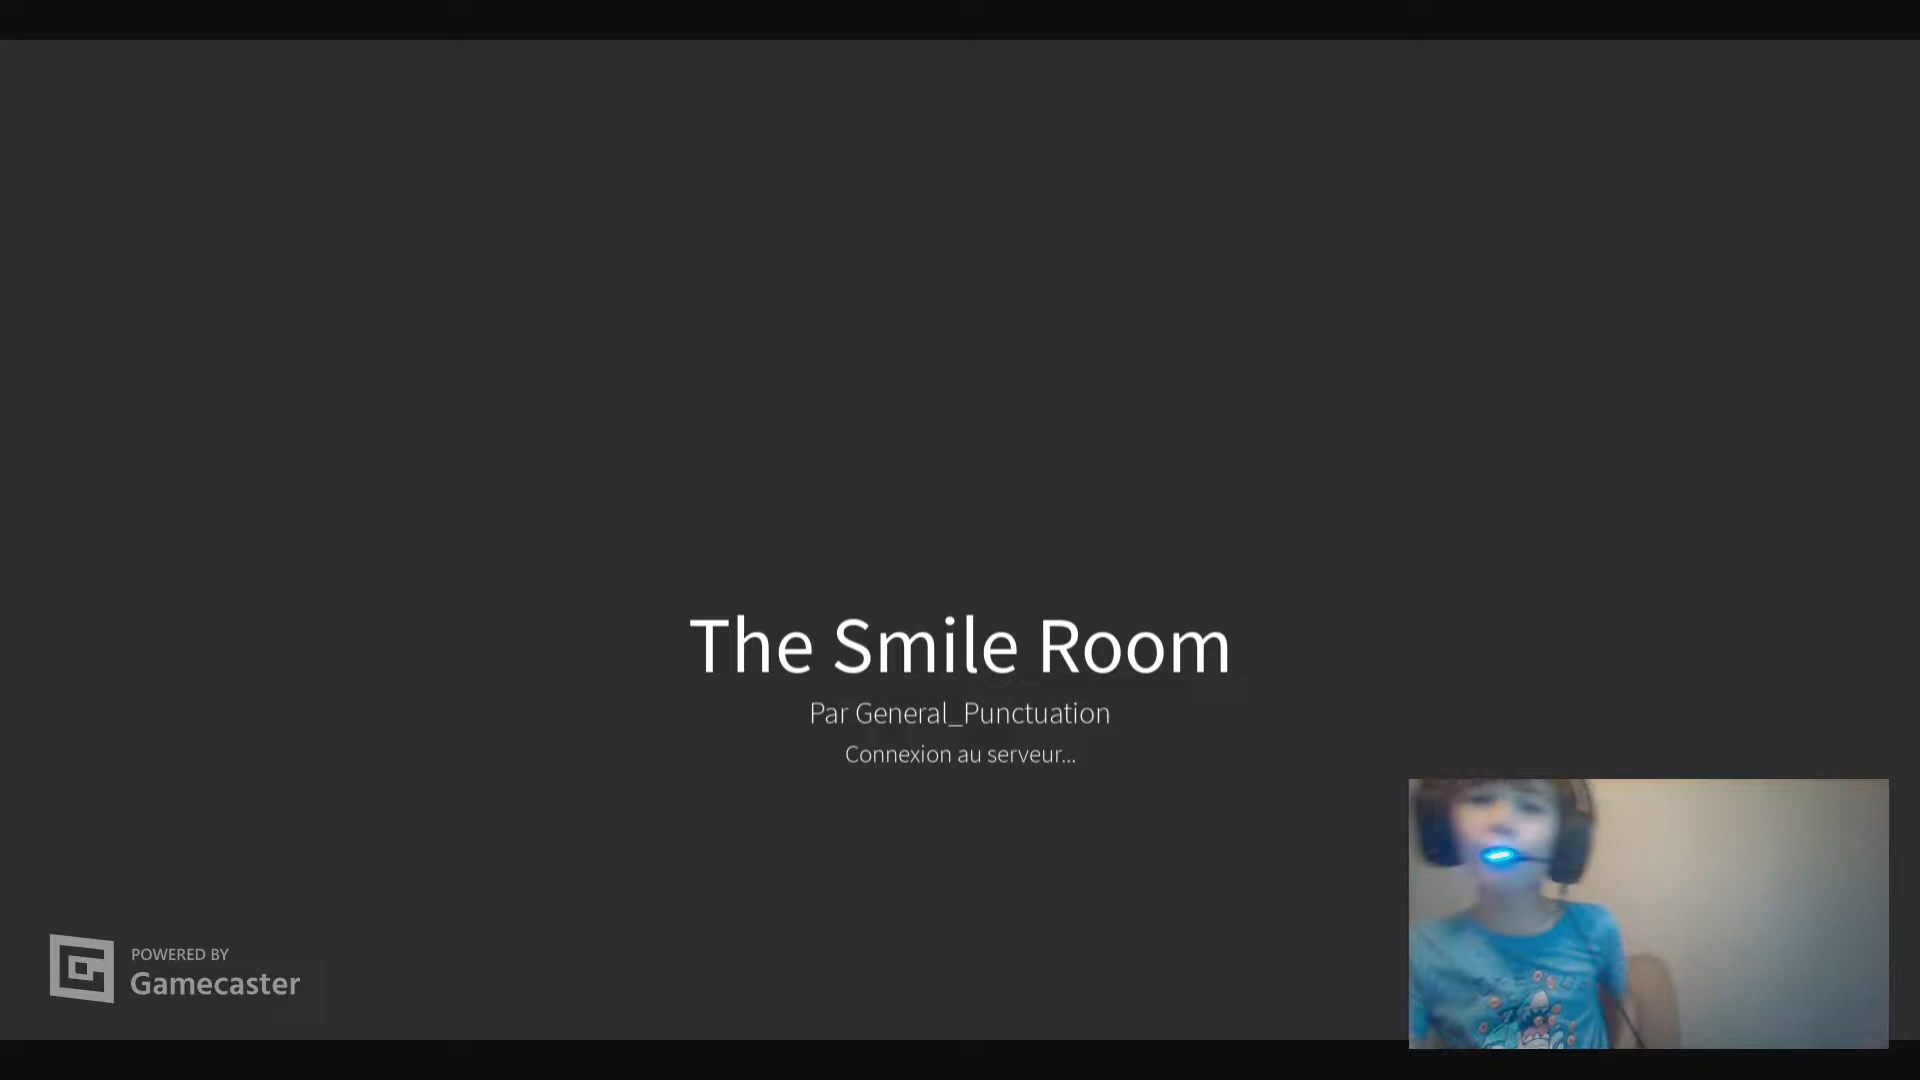 The Smile Room
Par General_Punctuation
Connexion au serveur...
POWERED BY
Gamecaster